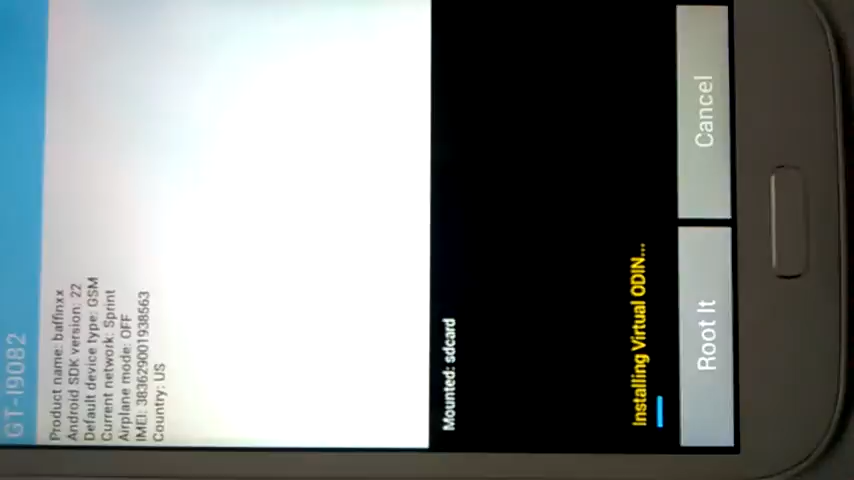 GT-I9082
Product name: baffinxx
Android SDK version: 22
Default device type: GSM
Current network: Sprint
Airplane mode: OFF
IMEI: 383629001938563
Country: US
Mounted: sdcard
Installing Virtual ODIN...
Root It
Cancel